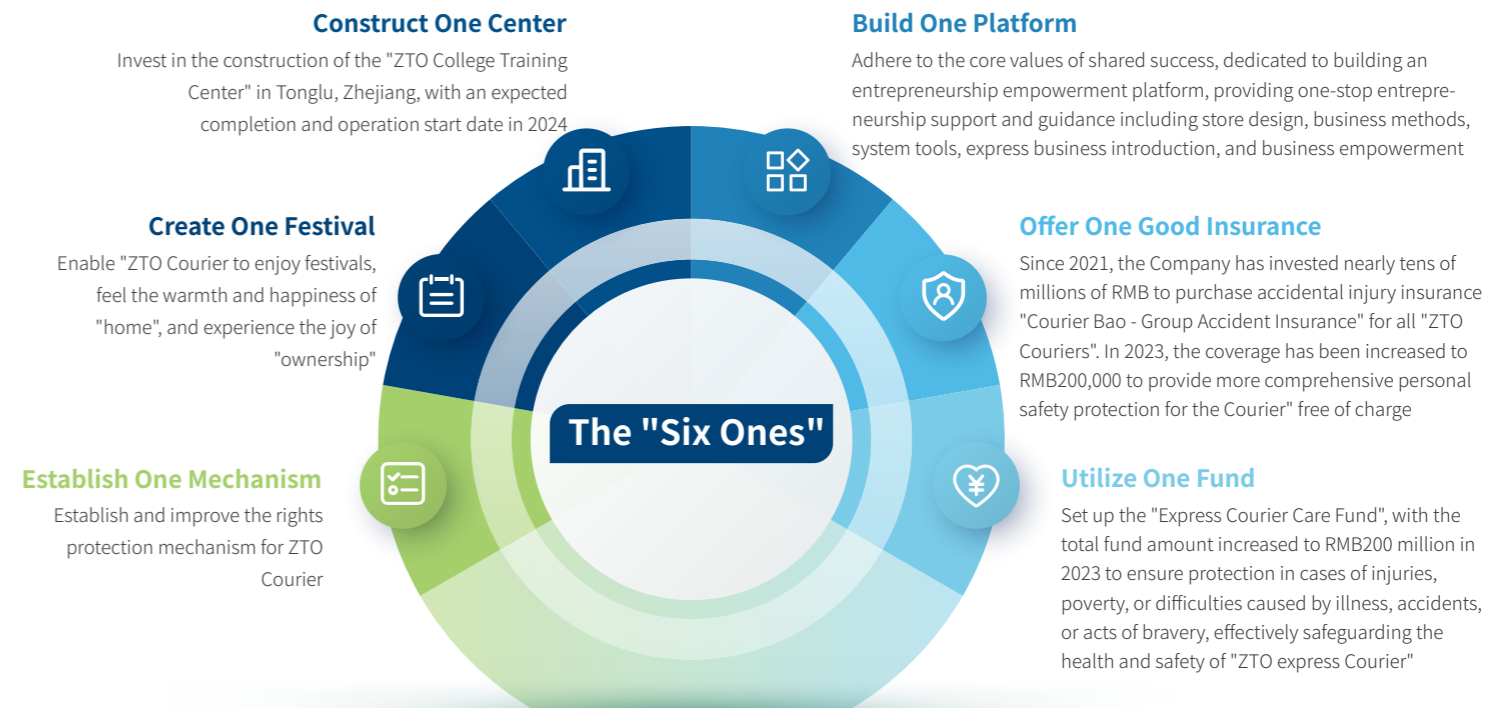 Construct One Center
Invest in the construction of the "ZTO College Training
Center" in Tonglu, Zhejiang, with an expected
completion and operation start date in 2024
Build One Platform
Adhere to the core values of shared success, dedicated to building an
entrepreneurship empowerment platform, providing one-stop entrepre-
neurship support and guidance including store design, business methods,
system tools, express business introduction, and business empowerment
Create One Festival
Enable "ZTO Courier to enjoy festivals,
feel the warmth and happiness of
"home", and experience the joy of
"ownership"
Offer One Good Insurance
Since 2021, the Company has invested nearly tens of
millions of RMB to purchase accidental injury insurance
"Courier Bao - Group Accident Insurance" for all "ZTO
Couriers". In 2023, the coverage has been increased to
RMB200,000 to provide more comprehensive personal
safety protection for the Courier" free of charge
The "Six Ones"
Establish One Mechanism
Establish and improve the rights
protection mechanism for ZTO
Courier
Utilize One Fund
Set up the "Express Courier Care Fund", with the
total fund amount increased to RMB200 million in
2023 to ensure protection in cases of injuries,
poverty, or difficulties caused by illness, accidents,
or acts of bravery, effectively safeguarding the
health and safety of "ZTO express Courier"
¥